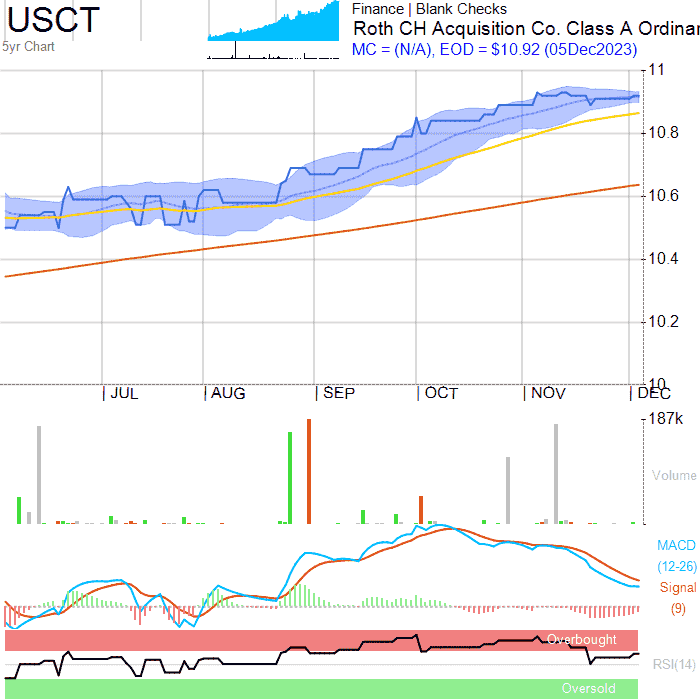 USCT
5yr Chart
Finance | Blank Checks
Roth CH Acquisition Co. Class A Ordinar
MC = (N/A), EOD = $10.92 (05Dec2023)
11
10.8
10.6
10.4
10.2
10
JUL AUG SEP OCT NOV DEC
187k
Volume
MACD
(12-26)
Signal
(9)
Overbought
RSI(14)
Oversold